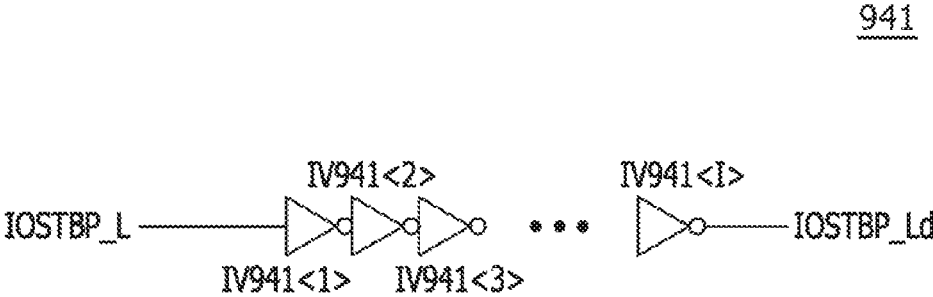 941
IV941<2> IV941<I>
IOSTBP_L IOSTBP_Ld
IV941<1> IV941<3>